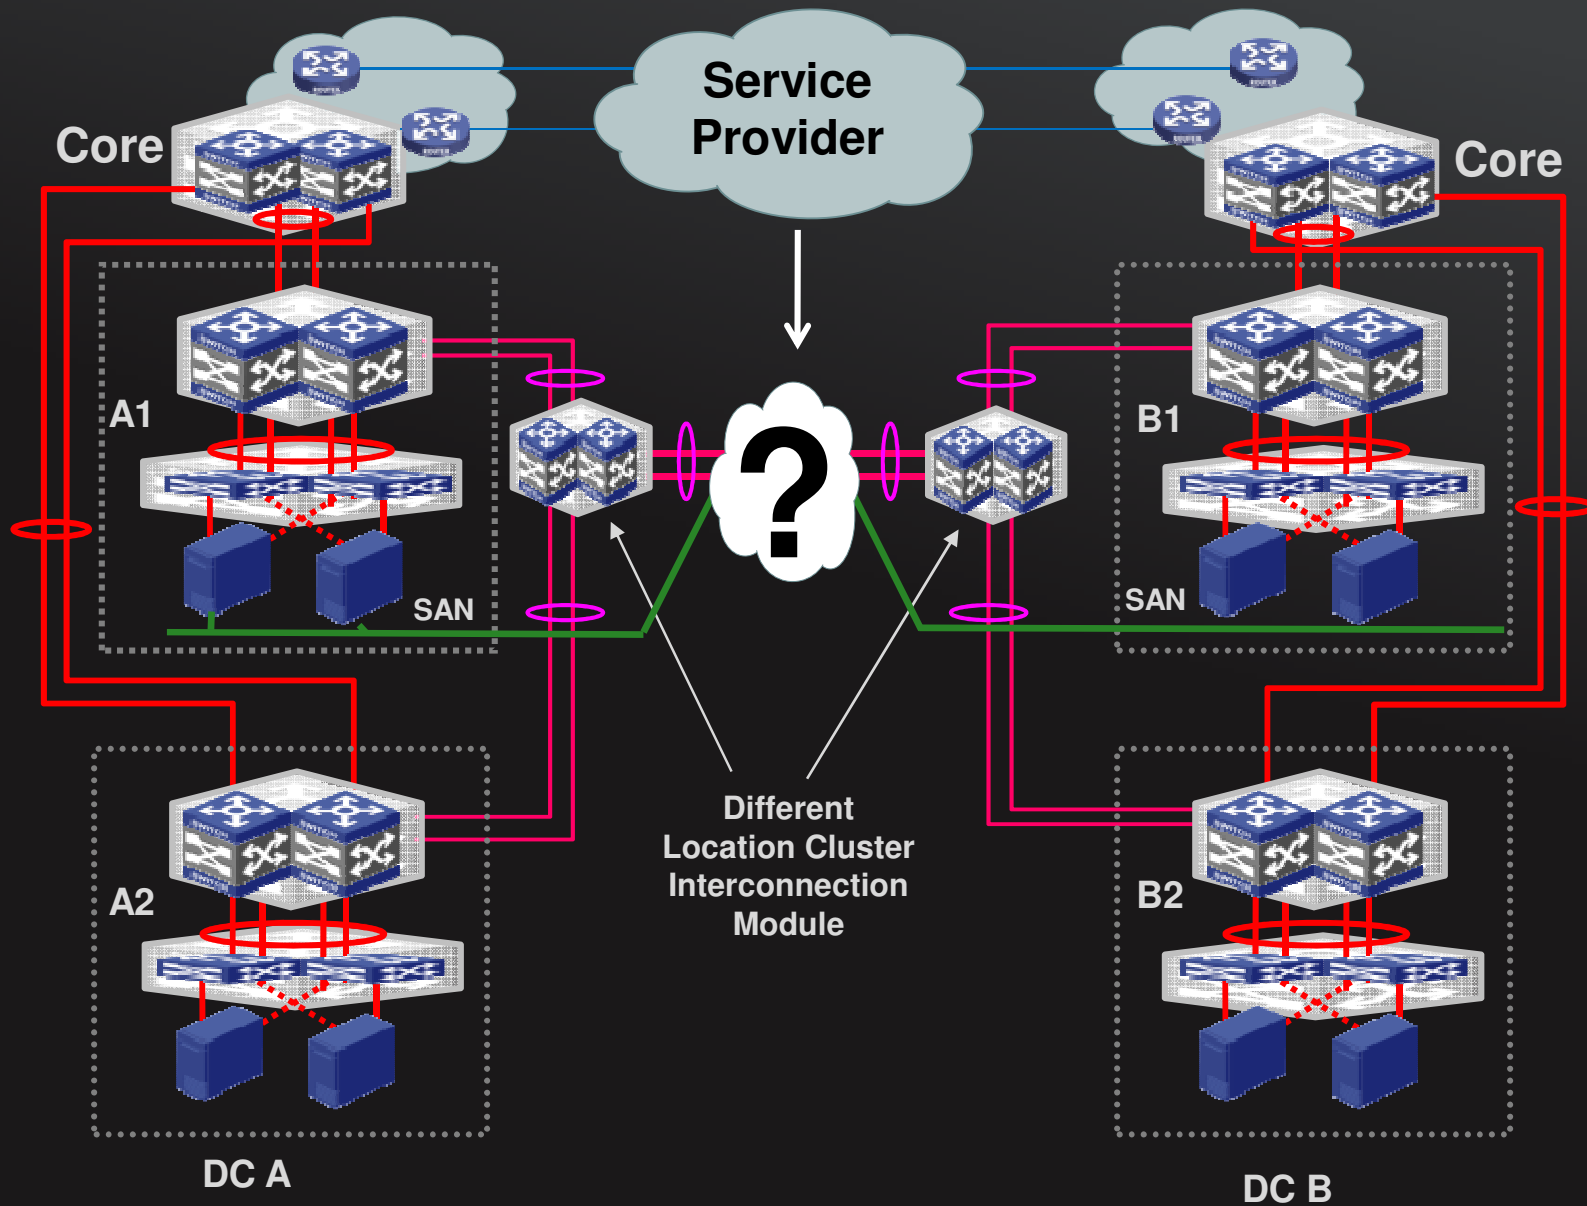 Service
Provider
Core
Core
A1
B1
?
SAN
SAN
Different
Location Cluster
Interconnection
Module
A2
B2
DC A
DC B